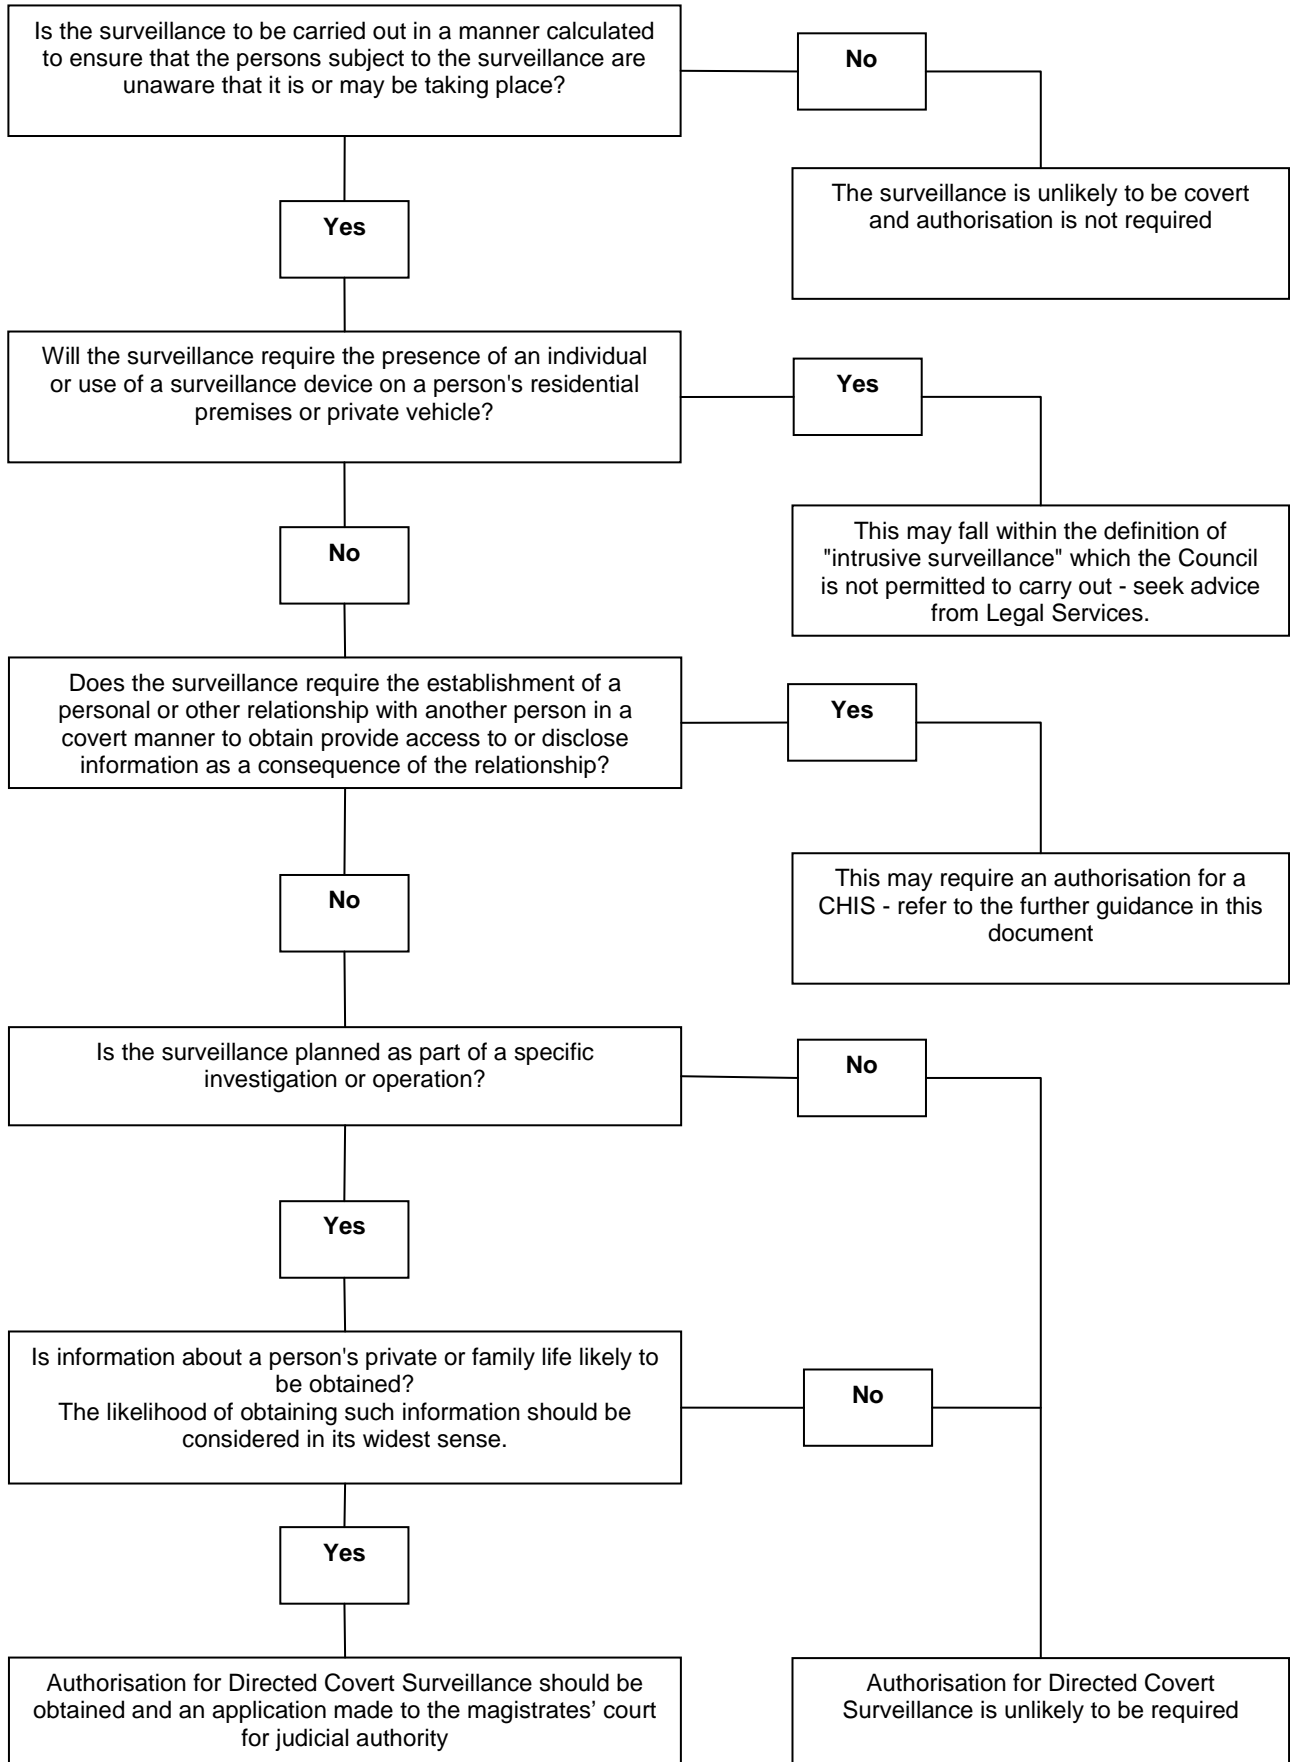 Is the surveillance to be carried out in a manner calculated
to ensure that the persons subject to the surveillance are
unaware that it is or may be taking place?
No
The surveillance is unlikely to be covert
and authorisation is not required
Yes
Will the surveillance require the presence of an individual
or use of a surveillance device on a person's residential
premises or private vehicle?
Yes
This may fall within the definition of
"intrusive surveillance" which the Council
is not permitted to carry out - seek advice
from Legal Services.
No
Does the surveillance require the establishment of a
personal or other relationship with another person in a
covert manner to obtain provide access to or disclose
information as a consequence of the relationship?
Yes
This may require an authorisation for a
CHIS - refer to the further guidance in this
document
No
Is the surveillance planned as part of a specific
investigation or operation?
No
Yes
Is information about a person's private or family life likely to
be obtained?
The likelihood of obtaining such information should be
considered in its widest sense.
No
Yes
Authorisation for Directed Covert Surveillance should be
obtained and an application made to the magistrates’ court
for judicial authority
Authorisation for Directed Covert
Surveillance is unlikely to be required